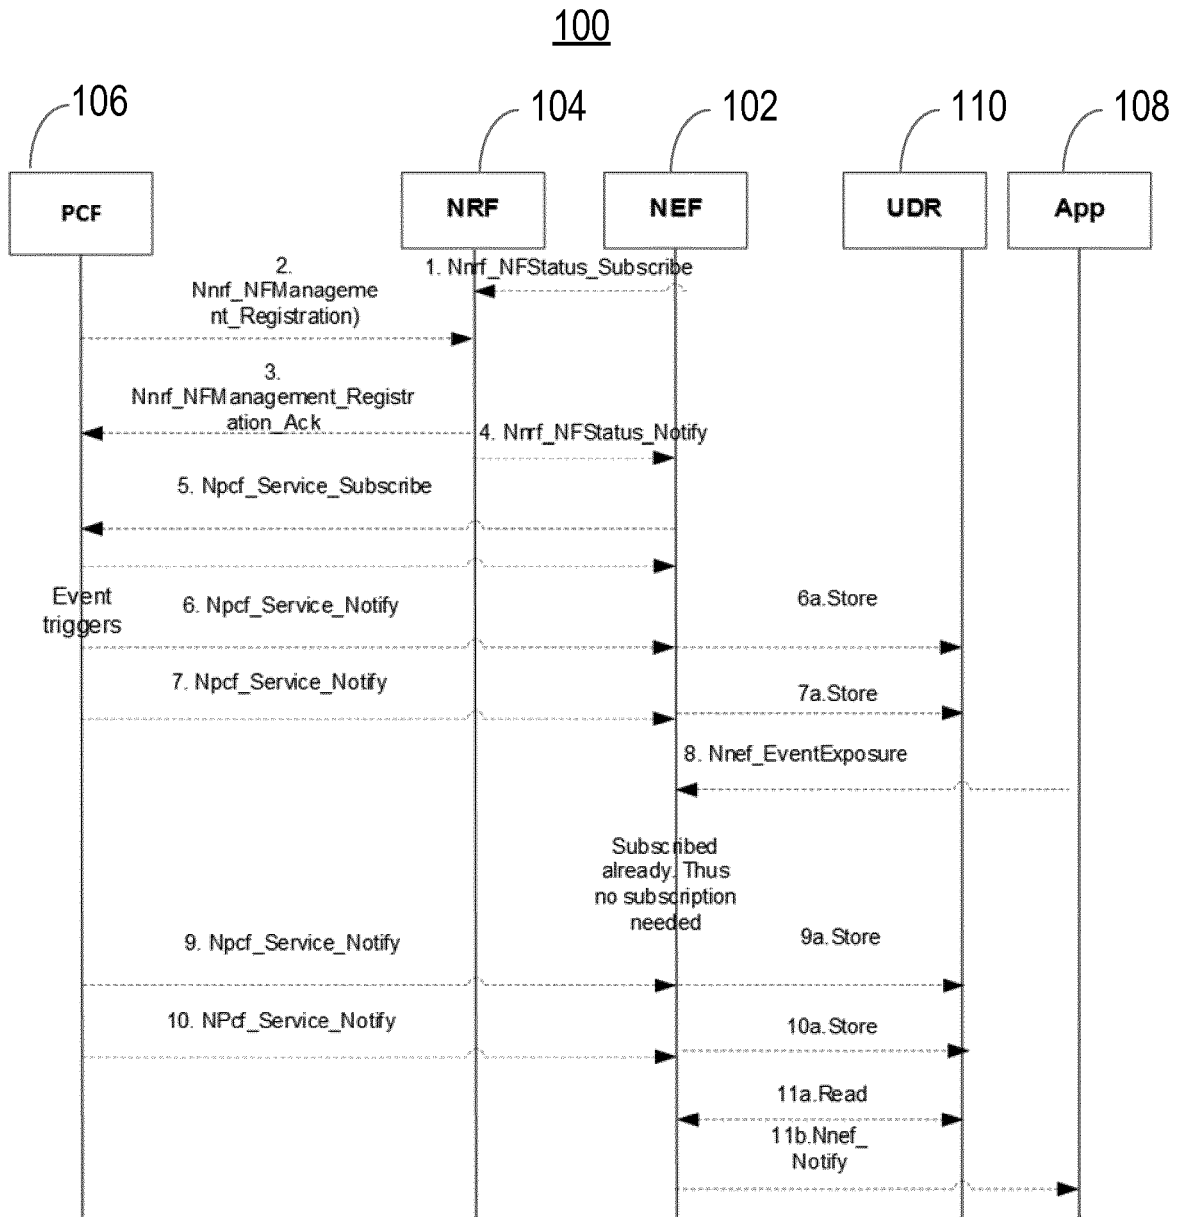 100
106
104
102
110
108
PCF
NRF
NEF
UDR
App
1. Nnrf_NFStatus_Subscribe
2.
Nnrf_NFManageme
nt_Registration)
3.
Nnrf_NFManagement_Registr
ation_Ack
4. Nnrf_NFStatus_Notify
5. Npcf_Service_Subscribe
Event
triggers
6. Npcf_Service_Notify
6a.Store
7. Npcf_Service_Notify
7a.Store
8. Nnef_EventExposure
Subscribed
already. Thus
no subscription
needed
9. Npcf_Service_Notify
9a.Store
10. NPcf_Service_Notify
10a.Store
11a.Read
11b.Nnef_
Notify